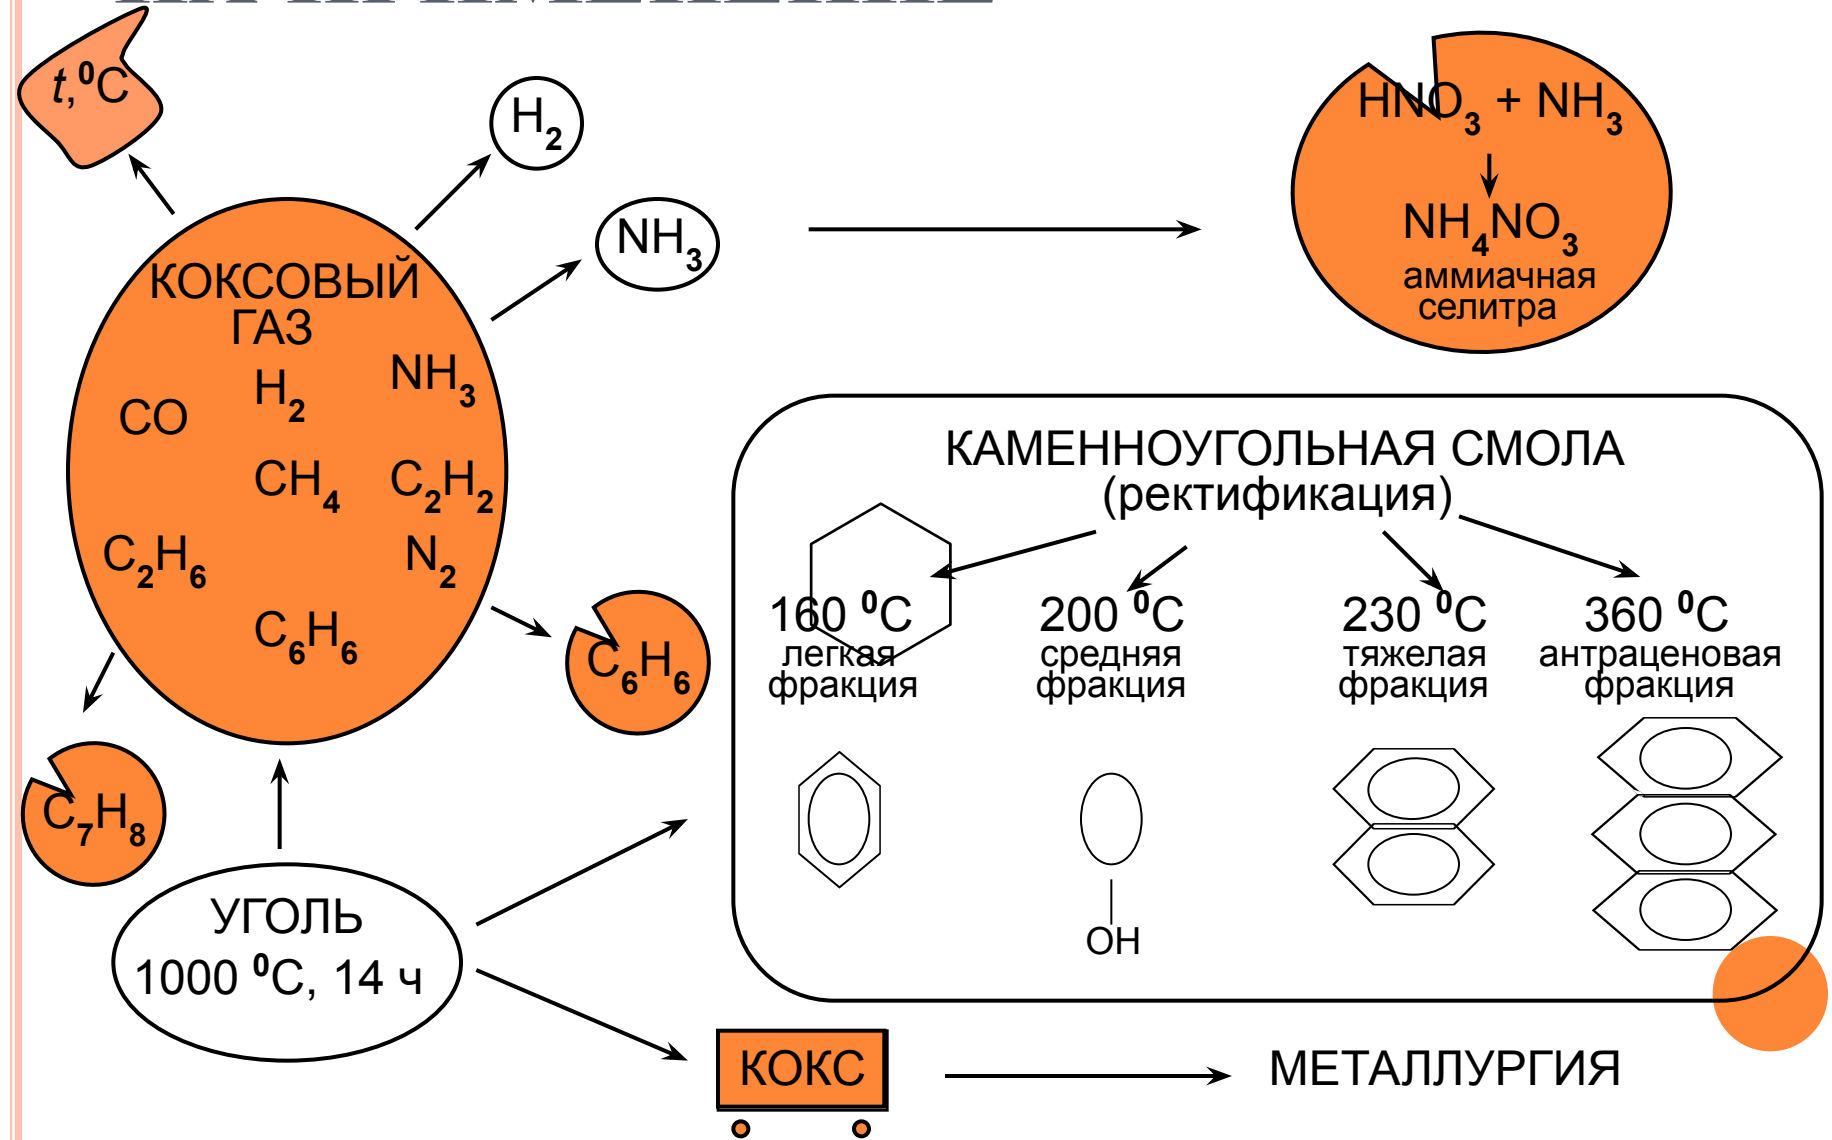 t,⁰C
H₂
NH₃
HNO₃ + NH₃
NH₄NO₃
аммиачная
селитра
КОКСОВЫЙ
ГАЗ
CO
H₂
NH₃
CH₄
C₂H₂
C₂H₆
N₂
C₆H₆
C₆H₆
C₇H₈
УГОЛЬ
1000 ⁰C, 14 ч
КАМЕННОУГОЛЬНАЯ СМОЛА
(ректификация)
160 ⁰C
легкая
фракция
200 ⁰C
средняя
фракция
230 ⁰C
тяжелая
фракция
360 ⁰C
антраценовая
фракция
OH
КОКС
МЕТАЛЛУРГИЯ